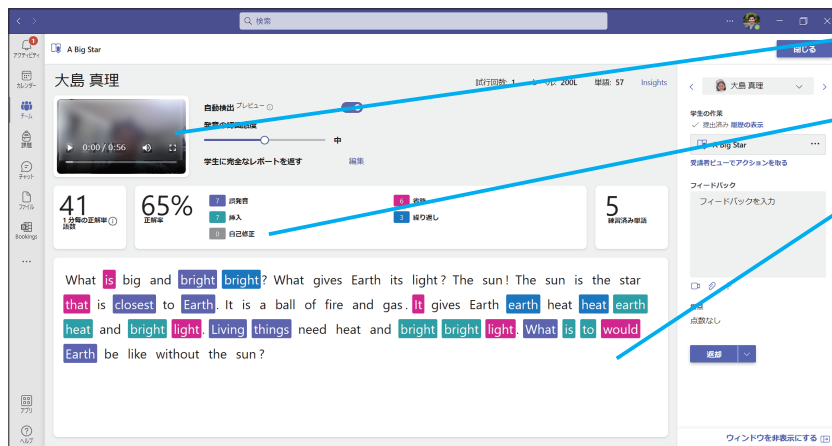 検索
1
アクティビティ
カレンダー
チーム
課題
チャット
ファイル
Bookings
アプリ
ヘルプ
A Big Star
閉じる
大島 真理
試行回数: 1
200L
単語: 57
Insights
0:00 / 0:56
自動検出 プレビュー
中
学生に完全なレポートを返す
編集
41
1 分毎の正解率
語数
65%
正解率
7 誤発音
7 挿入
0 自己修正
6
3 繰り返し
5
練習済み単語
What is big and bright bright? What gives Earth its light? The sun! The sun is the star
that is closest to Earth. It is a ball of fire and gas. It gives Earth earth heat heat earth
heat and bright light. Living things need heat and bright bright light. What is to would
Earth be like without the sun?
大島 真理
学生の作業
提出済み 履歴の表示
A Big Star
受講者ビューでアクションを取る
フィードバック
フィードバックを入力
点数なし
返却
ウィンドウを非表示にする